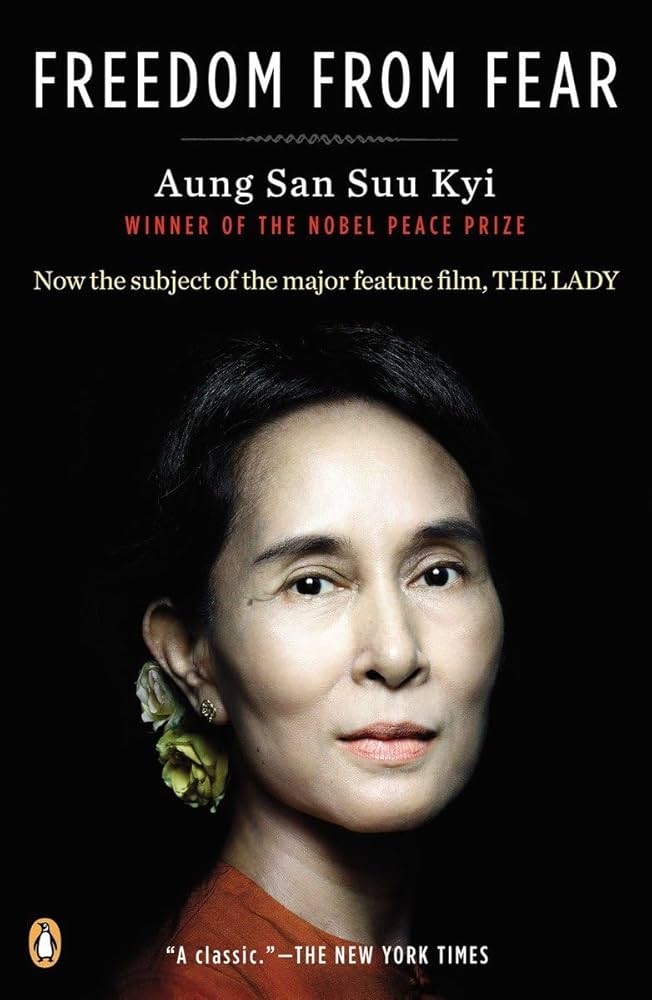 FREEDOM FROM FEAR
Aung San Suu Kyi
WINNER OF THE NOBEL PEACE PRIZE
Now the subject of the major feature film, THE LADY
“A classic.”—THE NEW YORK TIMES